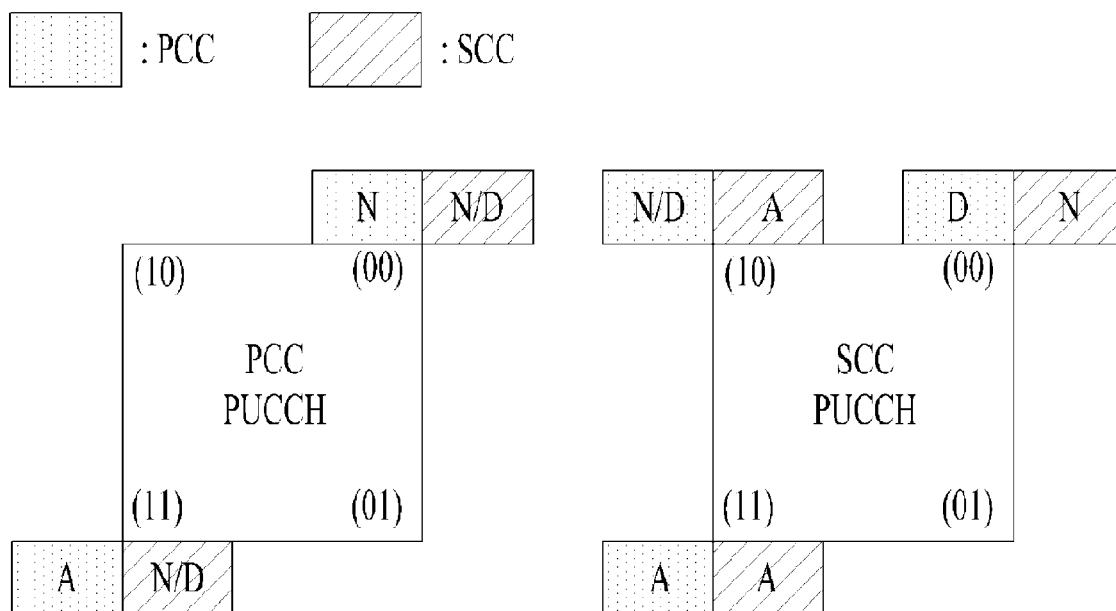 : PCC : SCC
N N/D N/D A D N
(10) (00) (10) (00)
PCC
PUCCH
SCC
PUCCH
(11) (01) (11) (01)
A N/D A A